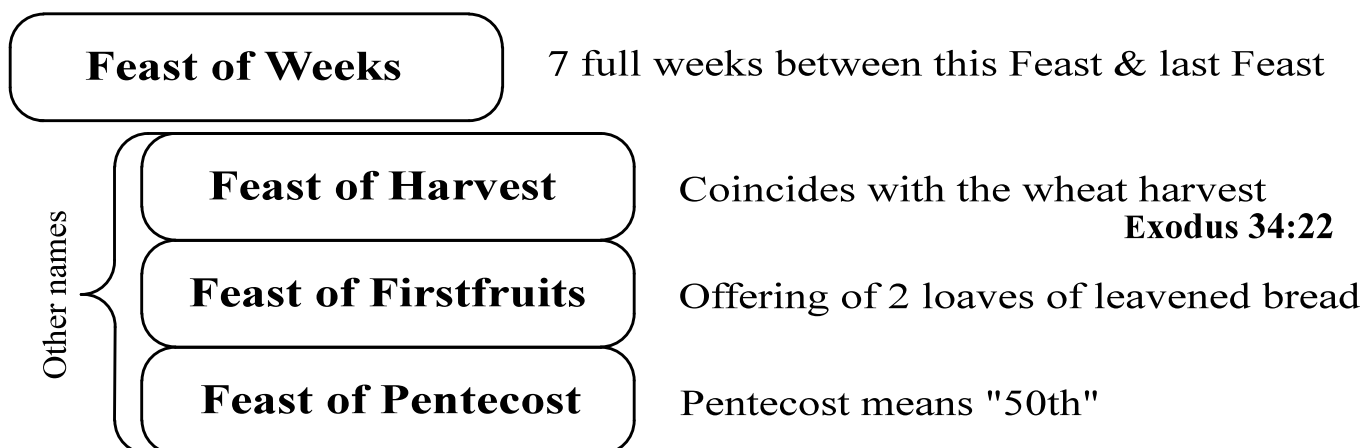 Feast of Weeks
7 full weeks between this Feast & last Feast
Other names
Feast of Harvest
Coincides with the wheat harvest
Exodus 34:22
Feast of Firstfruits
Offering of 2 loaves of leavened bread
Feast of Pentecost
Pentecost means "50th"